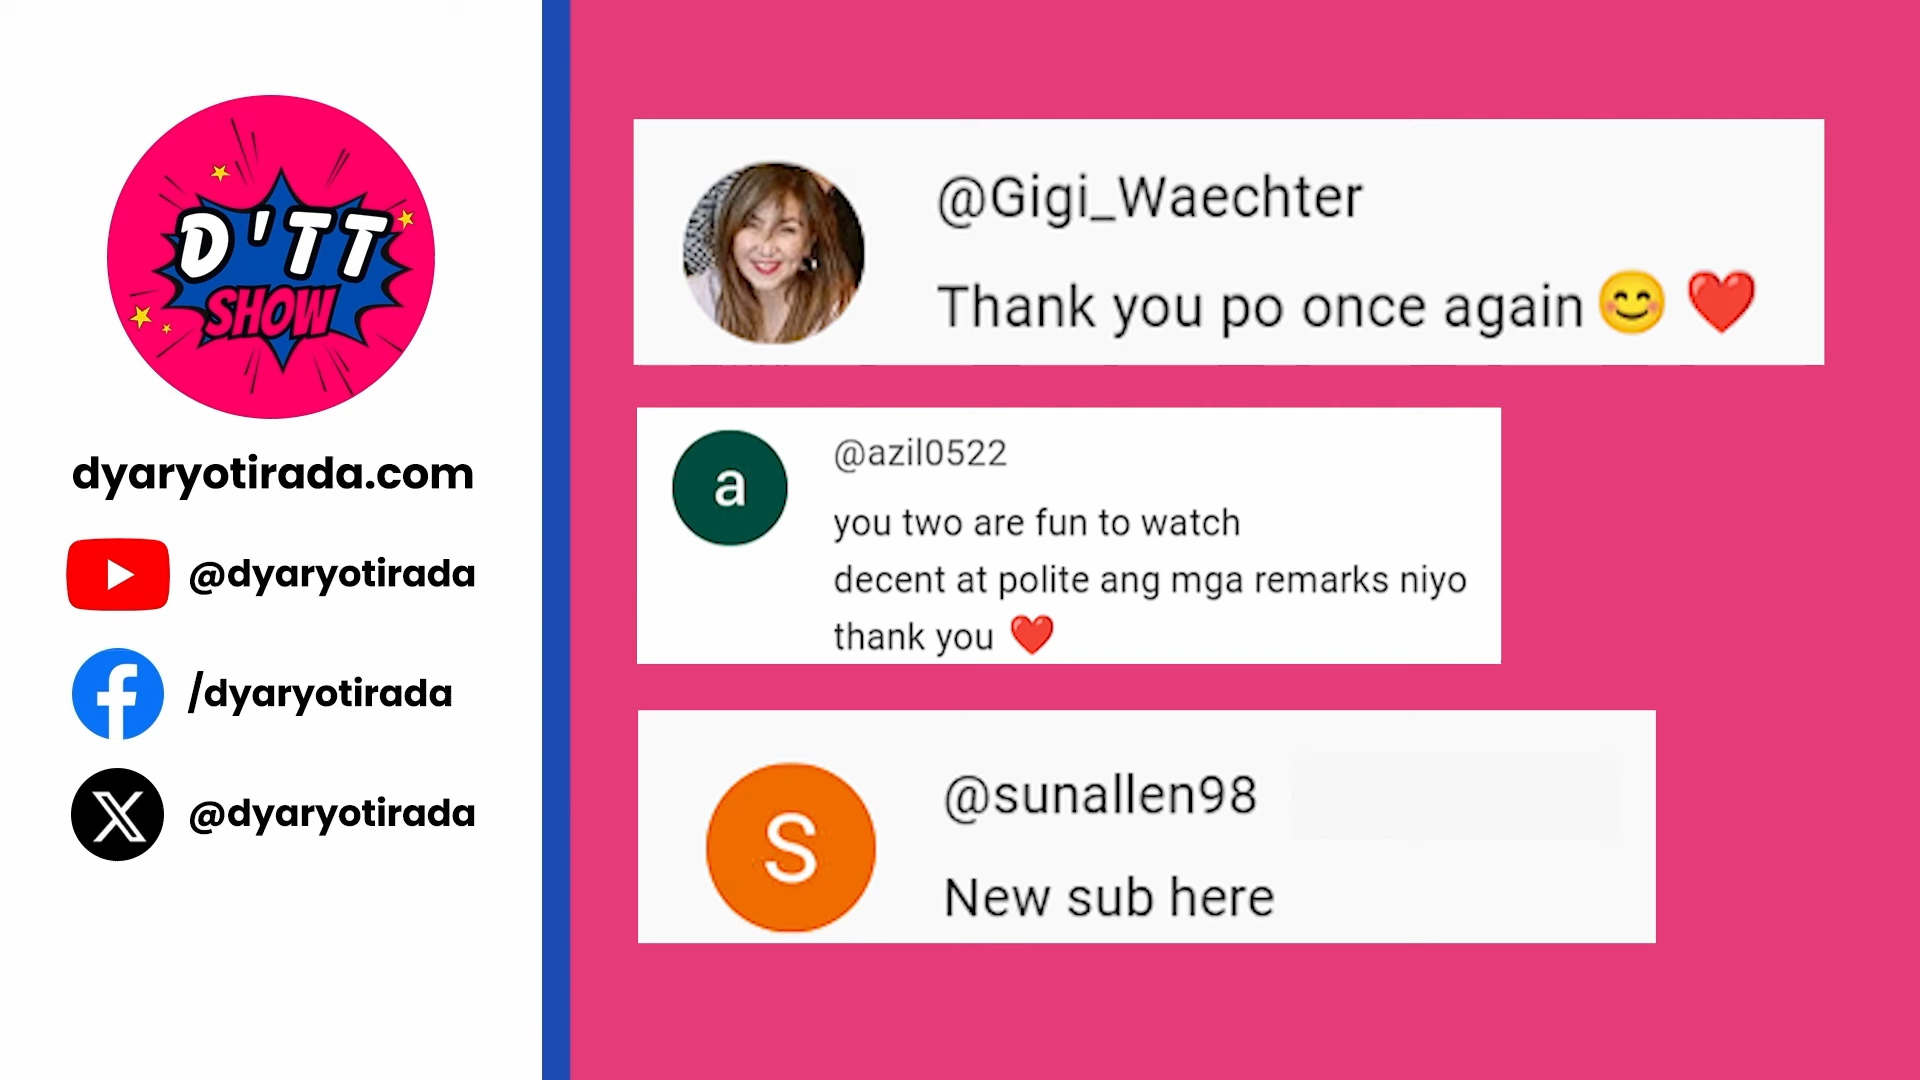 D'TT
SHOW
dyaryotirada.com
@dyaryotirada
/dyaryotirada
@dyaryotirada
@Gigi_Waechter
Thank you po once again😊 ❤️
a
@azil0522
you two are fun to watch
decent at polite ang mga remarks niyo
thank you ❤️
S
@sunallen98
New sub here